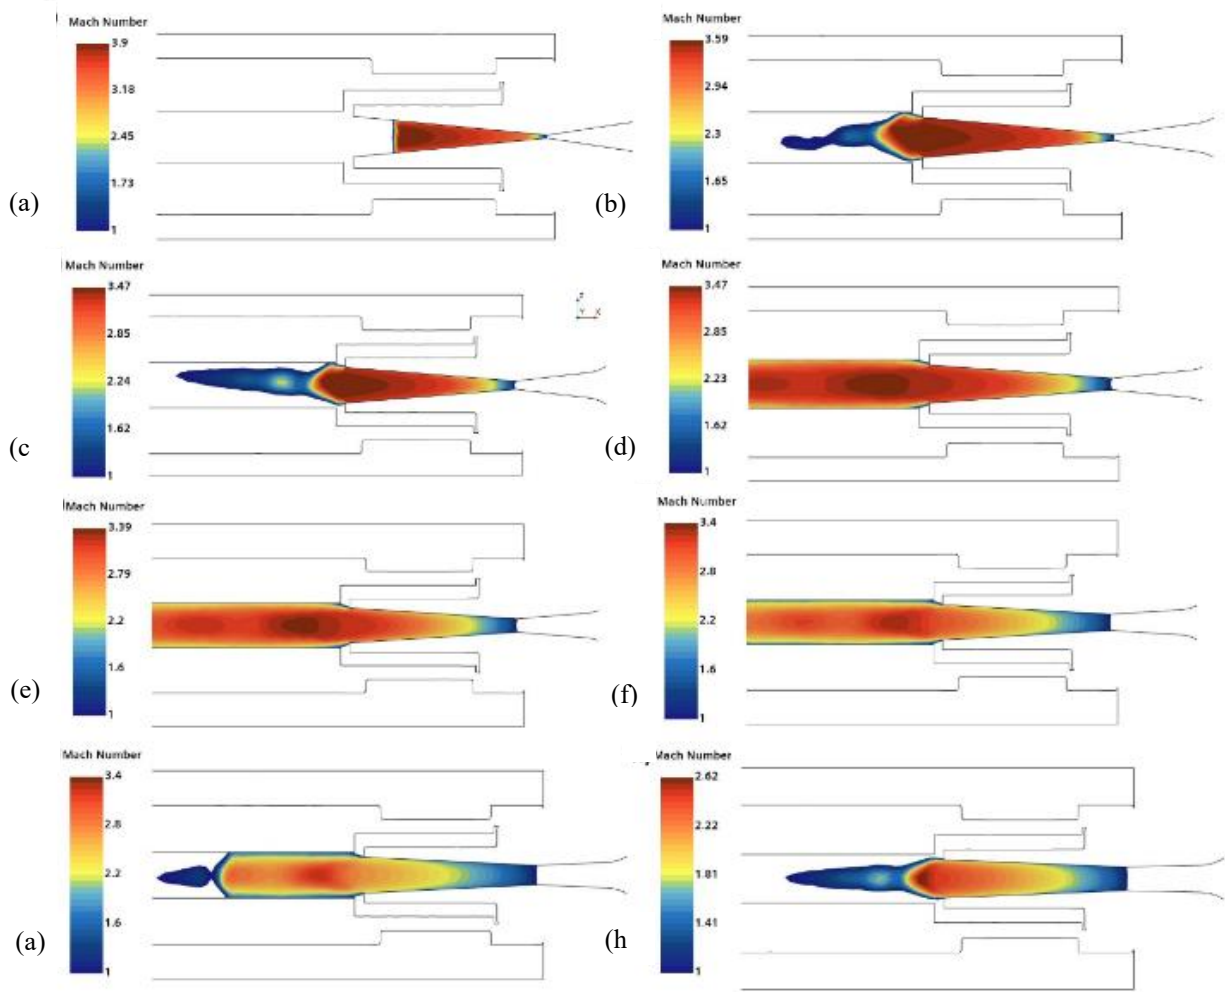 Mach Number
3.9
3.18
2.45
1.73
1
(a)
Mach Number
3.59
2.94
2.3
1.65
1
(b)
Mach Number
3.47
2.85
2.24
1.62
1
(c
Z
Y X
Mach Number
3.47
2.85
2.23
1.62
1
(d)
Mach Number
3.39
2.79
2.2
1.6
1
(e)
Mach Number
3.4
2.8
2.2
1.6
1
(f)
Mach Number
3.4
2.8
2.2
1.6
1
(a)
Mach Number
2.62
2.22
1.81
1.41
1
(h